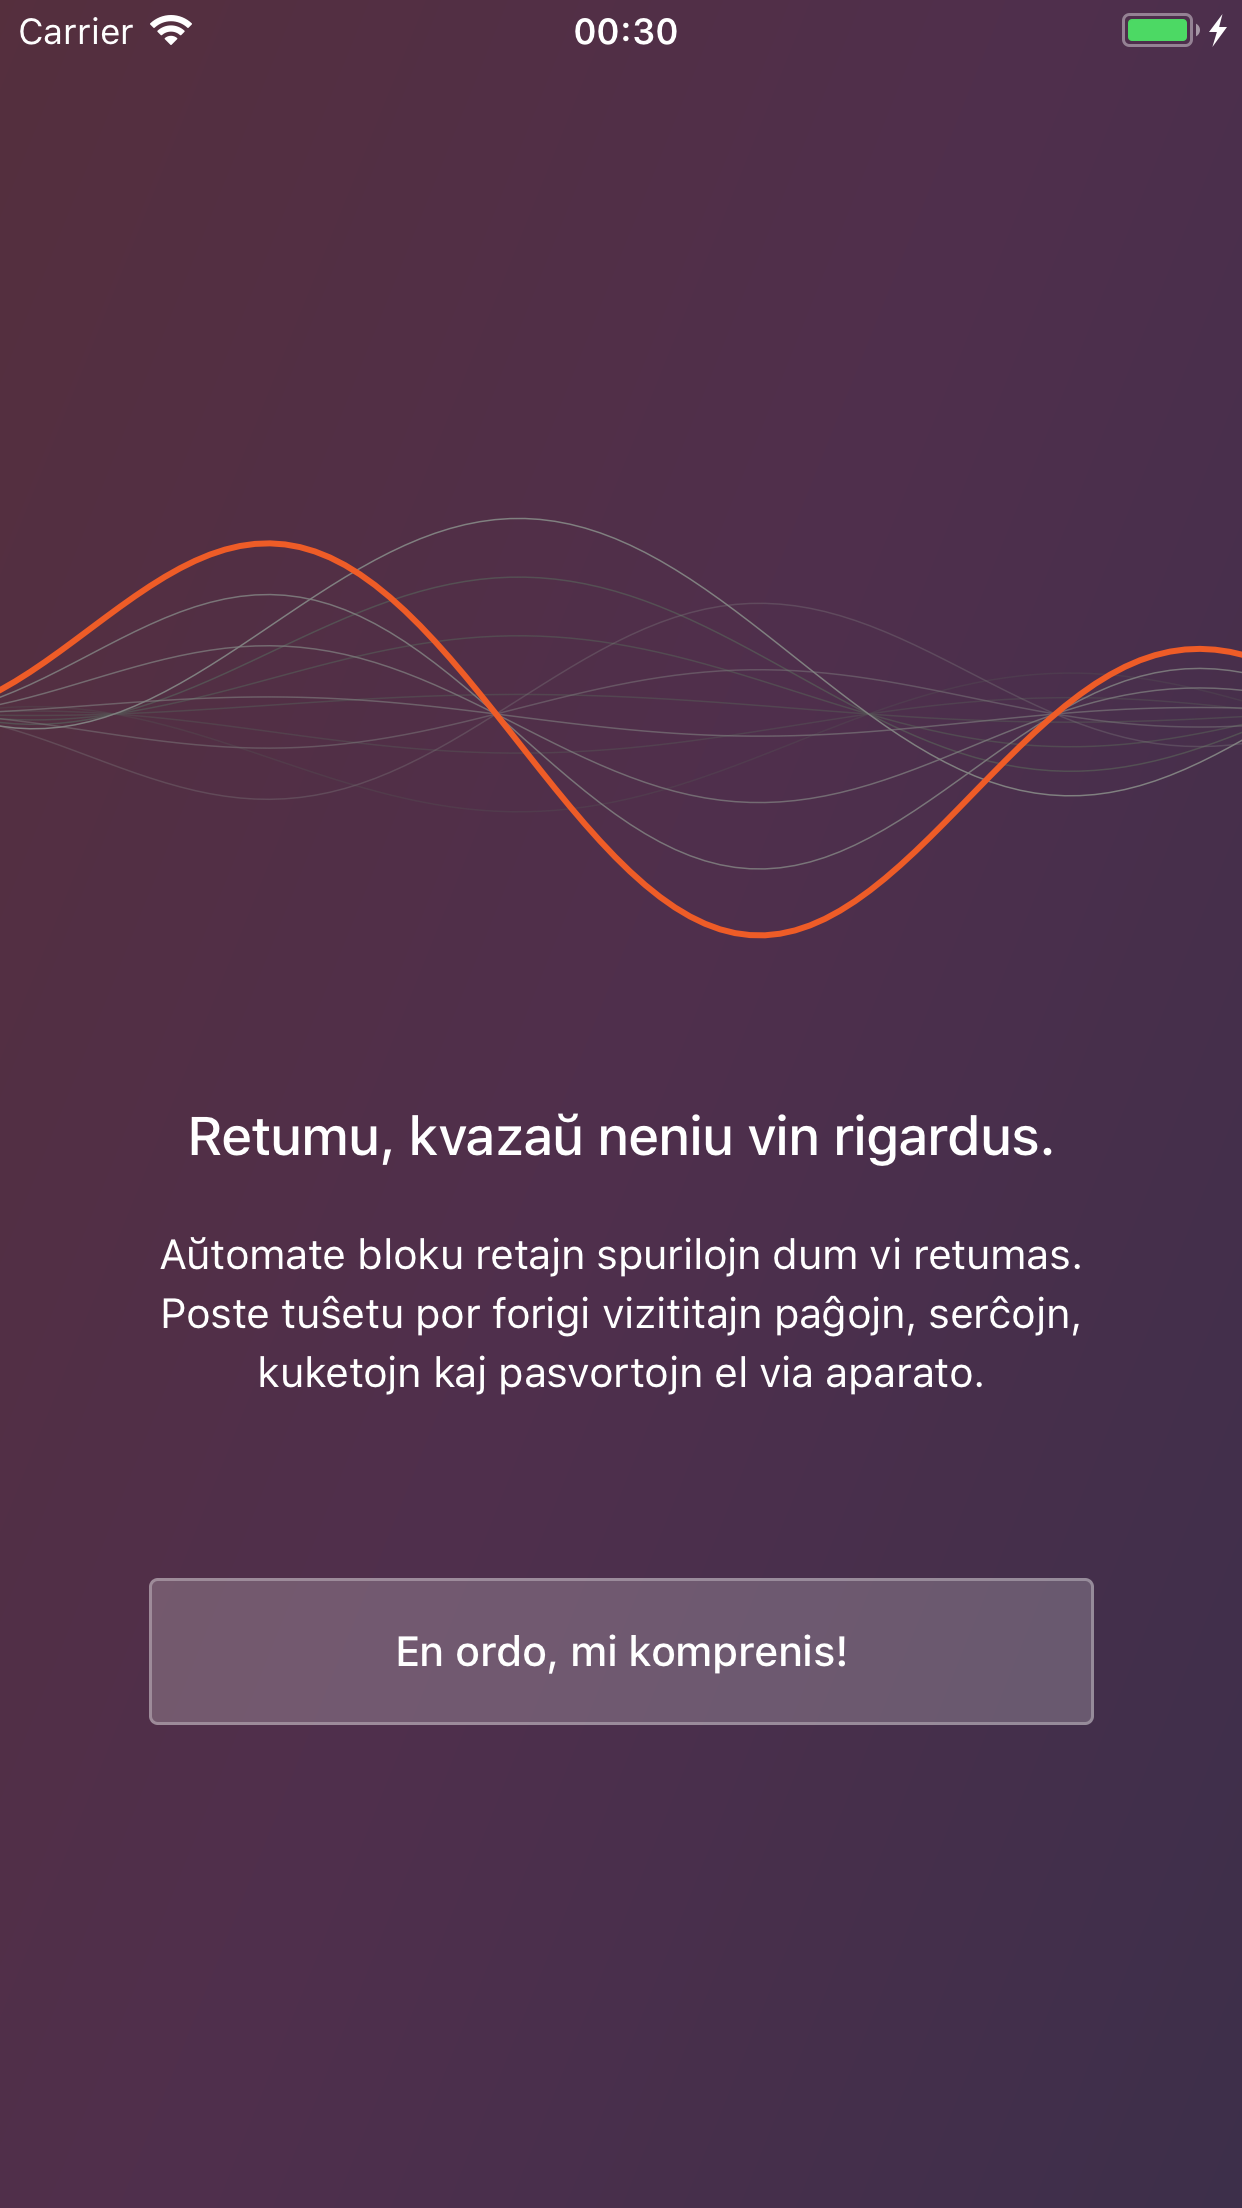 Carrier 00:30
Retumu, kvazaŭ neniu vin rigardus.
Aŭtomate bloku retajn spurilojn dum vi retumas.
Poste tuŝetu por forigi vizititajn paĝojn, serĉojn,
kuketojn kaj pasvortojn el via aparato.
En ordo, mi komprenis!